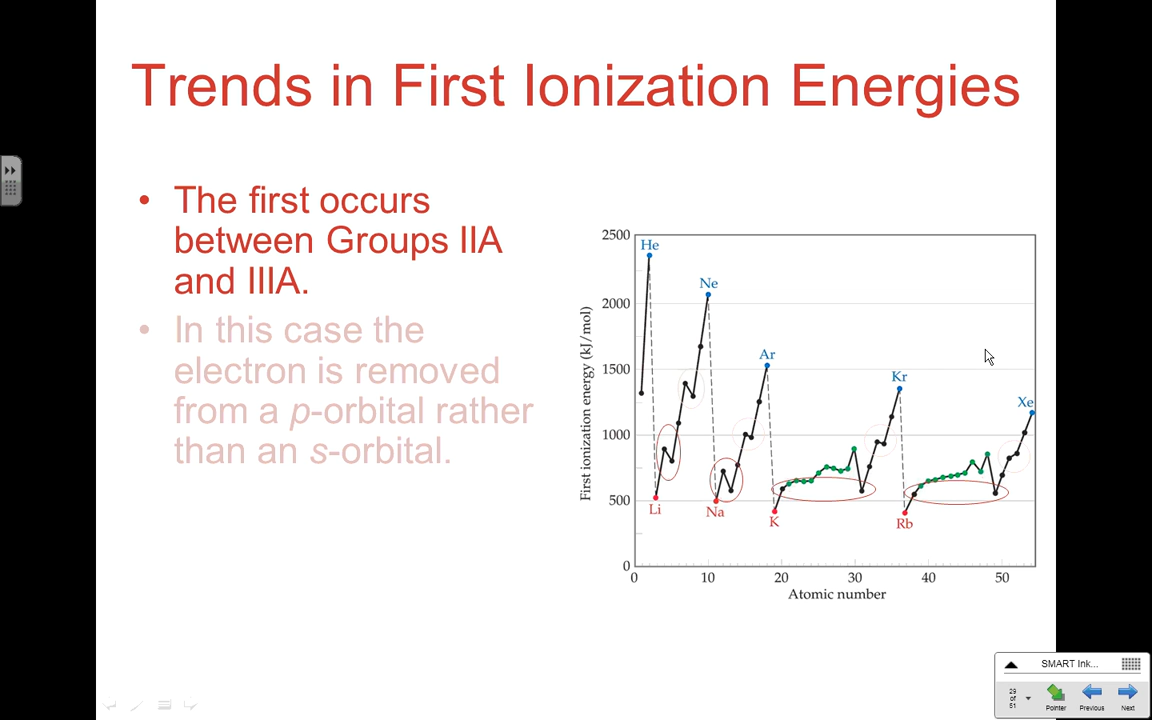 Trends in First Ionization Energies
• The first occurs
between Groups IIA
and IIIA.
• In this case the
electron is removed
from a p-orbital rather
than an s-orbital.
2500
2000
1500
1000
500
0
First ionization energy (kJ/mol)
He
Ne
Ar
Kr
Xe
Li
Na
K
Rb
0 10 20 30 40 50
Atomic number
SMART Ink...
29
of
51
Pointer Previous Next